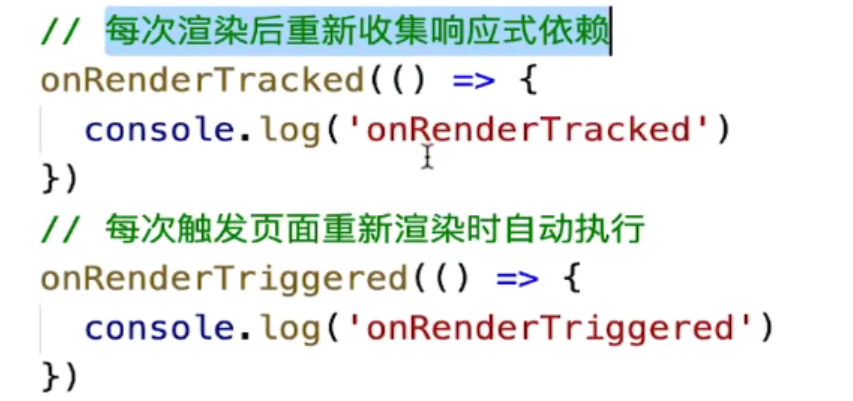 // 每次渲染后重新收集响应式依赖
onRenderTracked(() => {
  console.log('onRenderTracked')
})
// 每次触发页面重新渲染时自动执行
onRenderTriggered(() => {
  console.log('onRenderTriggered')
})